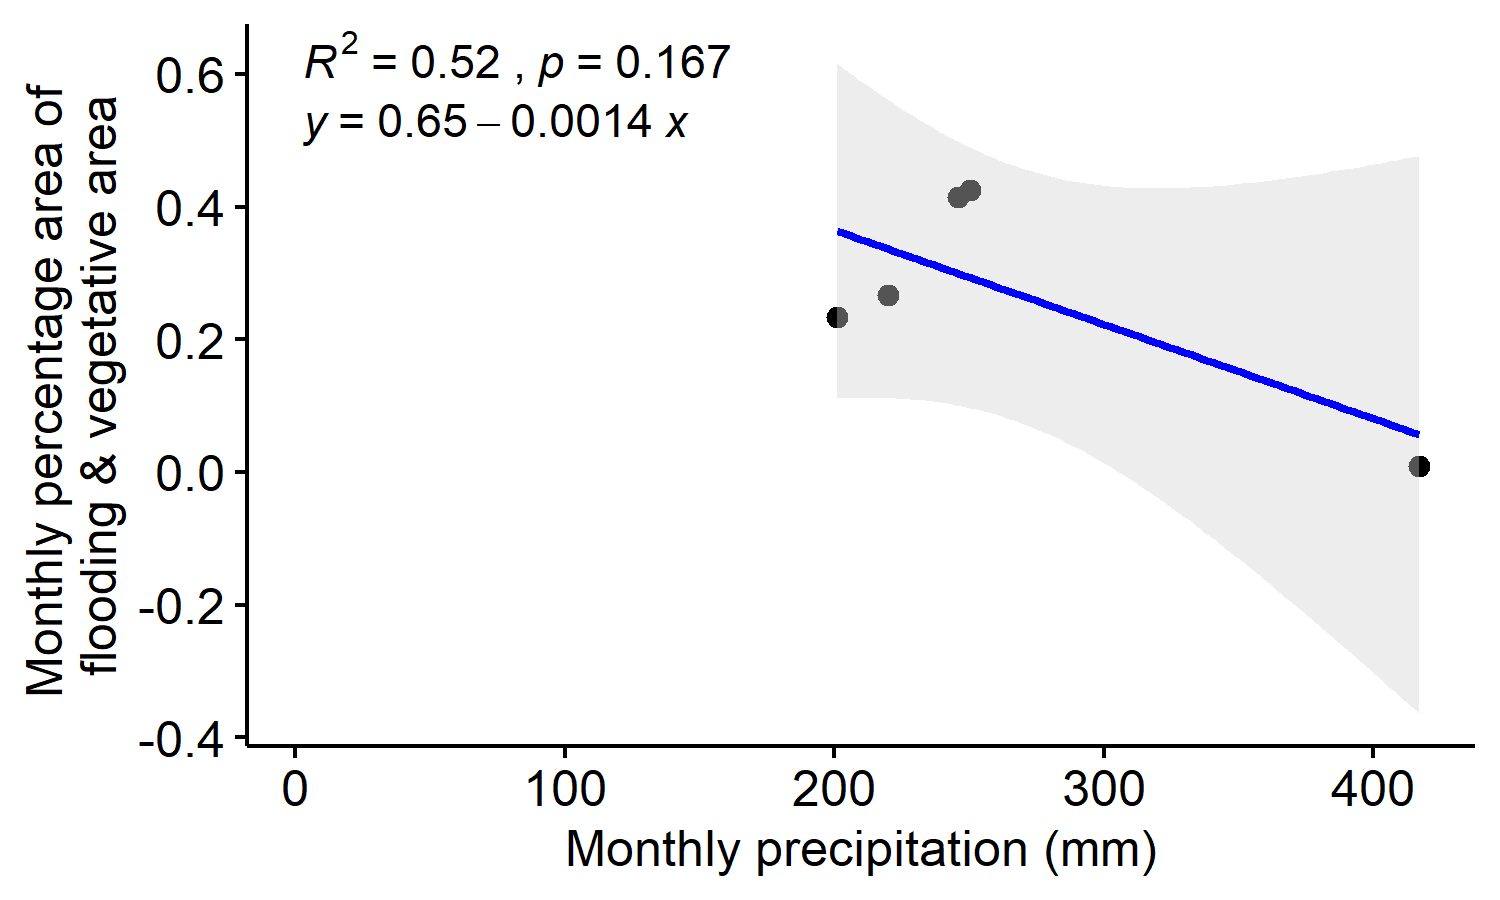 R² = 0.52 , p = 0.167
y = 0.65 – 0.0014 x
Monthly percentage area of
flooding & vegetative area
0.6
0.4
0.2
0.0
-0.2
-0.4
0 100 200 300 400
Monthly precipitation (mm)